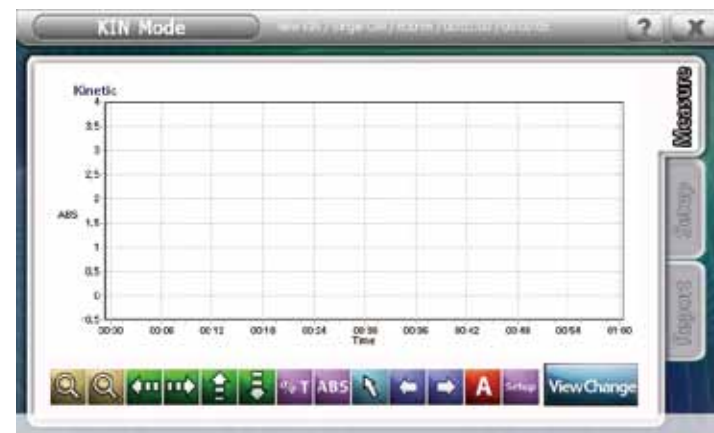 KIN Mode
? X
Kinetic
4
3.5
3
2.5
2
ABS
1.5
1
0.5
0
-0.5
00:00 00:06 00:12 00:18 00:24 00:36 00:42 00:48 00:54 01:00
Time
% T ABS A Setup ViewChange
Measure
Setup
Report